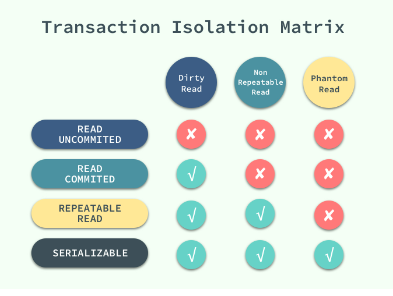 Transaction Isolation Matrix
Dirty
Read
Non
Repeatable
Read
Phantom
Read
READ
UNCOMMITED
✘ ✘ ✘
READ
COMMITED
√ ✘ ✘
REPEATABLE
READ
√ √ ✘
SERIALIZABLE
√ √ √